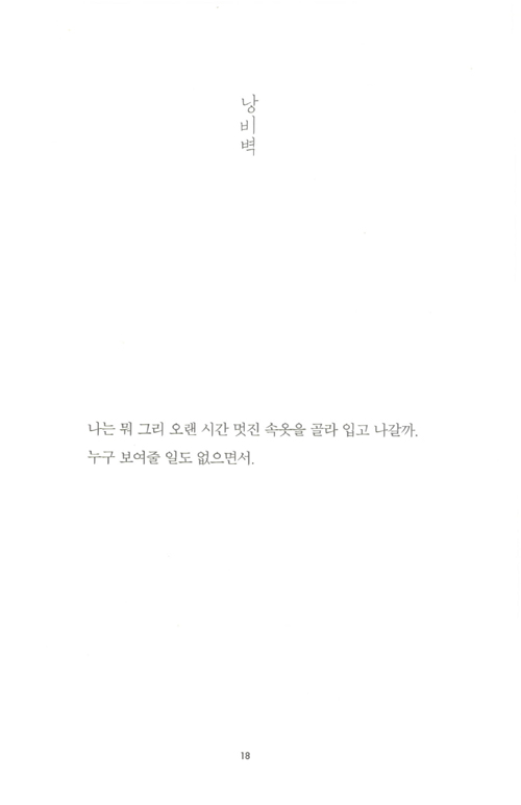 낭비벽
나는 뭐 그리 오랜 시간 멋진 속옷을 골라 입고 나갈까.
누구 보여줄 일도 없으면서.
18